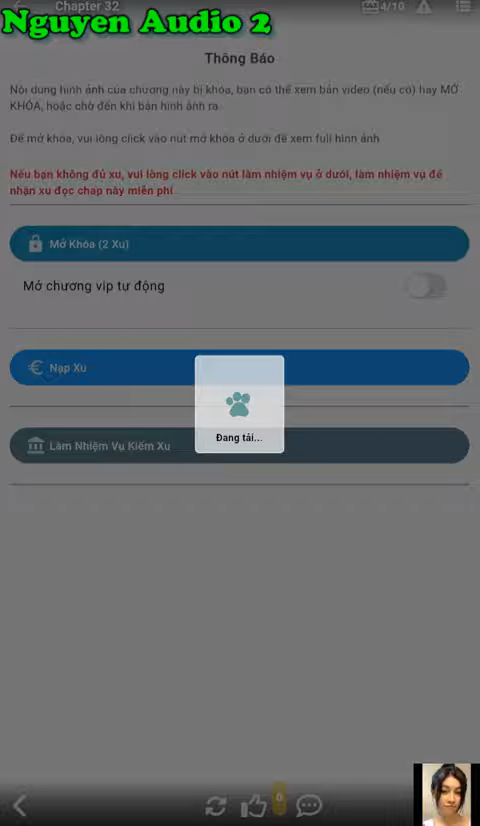 Chapter 32
4/10
Nguyen Audio 2
Thông Báo
Nội dung hình ảnh của chương này bị khóa, bạn có thể xem bản video (nếu có) hay MỞ
KHÓA, hoặc chờ đến khi bản hình ảnh ra.
Để mở khóa, vui lòng click vào nút mở khóa ở dưới để xem full hình ảnh
Nếu bạn không đủ xu, vui lòng click vào nút làm nhiệm vụ ở dưới, làm nhiệm vụ để
nhận xu đọc chap này miễn phí
Mở Khóa (2 Xu)
Mở chương vip tự động
Nạp Xu
Đang tải...
Làm Nhiệm Vụ Kiếm Xu
0